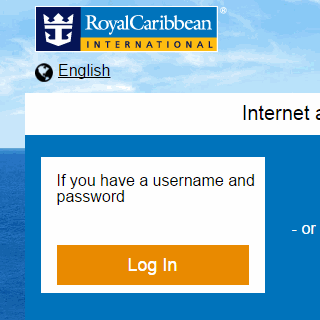 RoyalCaribbean®
INTERNATIONAL
English
Internet a
If you have a username and
password
- or
Log In